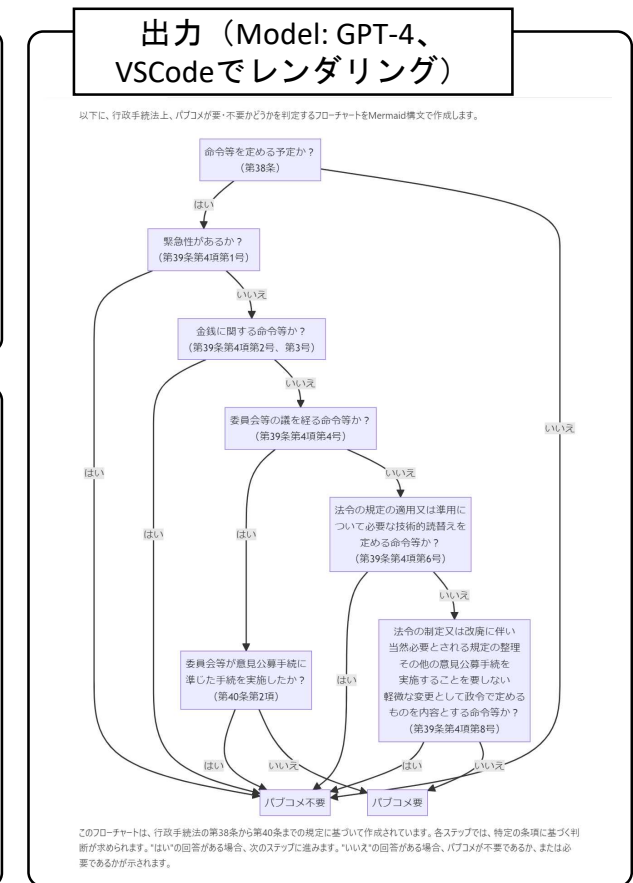 出力（Model: GPT-4、
VSCodeでレンダリング）
以下に、行政手続法上、パブコメが要・不要かどうかを判定するフローチャートをMermaid構文で作成します。
命令等を定める予定か？
（第38条）
はい
緊急性があるか？
（第39条第4項第1号）
いいえ
金銭に関する命令等か？
（第39条第4項第2号、第3号）
いいえ
委員会等の議を経る命令等か？
（第39条第4項第4号）
いいえ
はい
いいえ
法令の規定の適用又は準用に
ついて必要な技術的読替えを
定める命令等か？
（第39条第4項第6号）
はい
はい
いいえ
法令の制定又は改廃に伴い
当然必要とされる規定の整理
その他の意見公募手続を
実施することを要しない
軽微な変更として政令で定める
ものを内容とする命令等か？
（第39条第4項第8号）
委員会等が意見公募手続に
準じた手続を実施したか？
（第40条第2項）
はい
はい
いいえ
はい
いいえ
パブコメ不要
パブコメ要
このフローチャートは、行政手続法の第38条から第40条までの規定に基づいて作成されています。各ステップでは、特定の条項に基づく判
断が求められます。"はい"の回答がある場合、次のステップに進みます。"いいえ"の回答がある場合、パブコメが不要であるか、または必
要であるかが示されます。